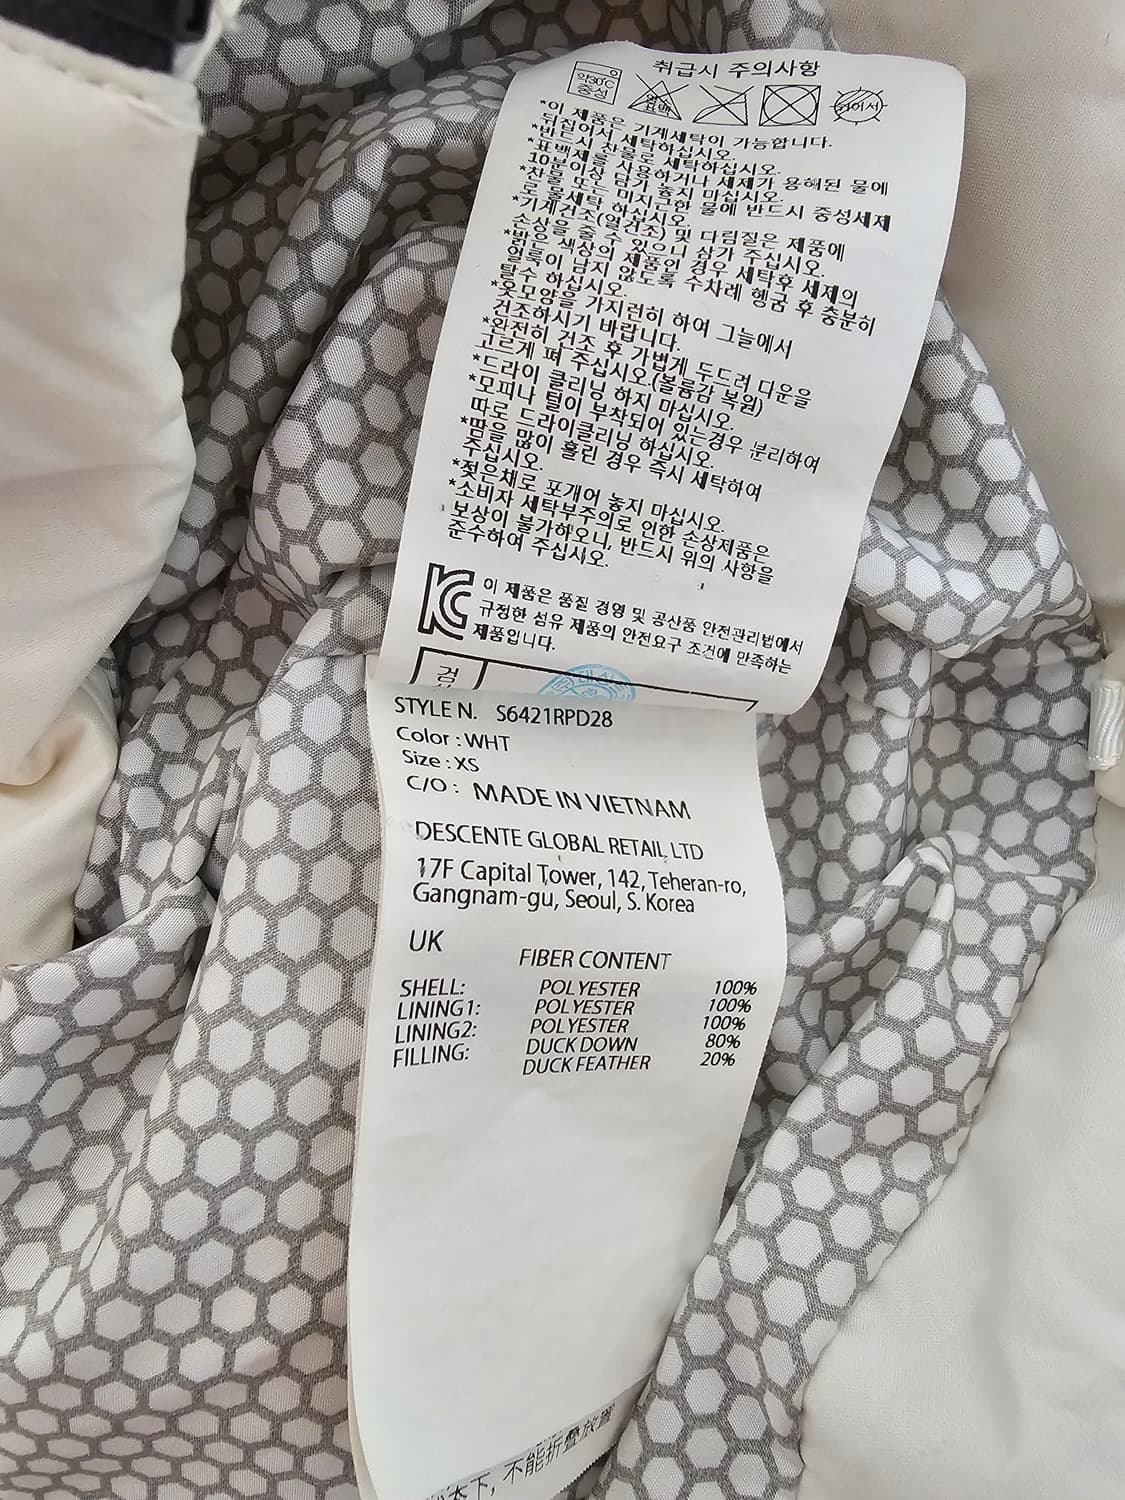 취급시 주의사항
약30℃
중성
염소
표백
뉘어서
*이 제품은 기계세탁이 가능합니다.
뒤집어서 세탁하십시오.
*반드시 찬물로 세탁하십시오.
*표백제를 사용하거나 세제가 용해된 물에
10분이상 담가 놓지 마십시오.
*찬물 또는 미지근한 물에 반드시 중성세제
로 울세탁 하십시오.
*기계건조(열건조) 및 다림질은 제품에
손상을 줄 수 있으니 삼가 주십시오.
*밝은 색상의 제품인 경우 세탁후 세제의
얼룩이 남지 않도록 수차례 헹굼 후 충분히
탈수 하십시오.
*옷모양을 가지런히 하여 그늘에서
건조하시기 바랍니다.
*완전히 건조 후 가볍게 두드려 다운을
고르게 펴 주십시오.(볼륨감 복원)
*드라이 클리닝 하지 마십시오.
*모피나 털이 부착되어 있는경우 분리하여
따로 드라이클리닝 하십시오.
*땀을 많이 흘린 경우 즉시 세탁하여
주십시오.
*젖은채로 포개어 놓지 마십시오.
*소비자 세탁부주의로 인한 손상제품은
보상이 불가하오니, 반드시 위의 사항을
준수하여 주십시오.
이 제품은 품질 경영 및 공산품 안전관리법에서
규정한 섬유 제품의 안전요구 조건에 만족하는
제품입니다.
STYLE N. S6421RPD28
Color : WHT
Size : XS
C/O : MADE IN VIETNAM
DESCENTE GLOBAL RETAIL LTD
17F Capital Tower, 142, Teheran-ro,
Gangnam-gu, Seoul, S. Korea
UK
FIBER CONTENT
SHELL: POLYESTER 100%
LINING1: POLYESTER 100%
LINING2: POLYESTER 100%
FILLING: DUCK DOWN 80%
DUCK FEATHER 20%
下, 不能折叠放置